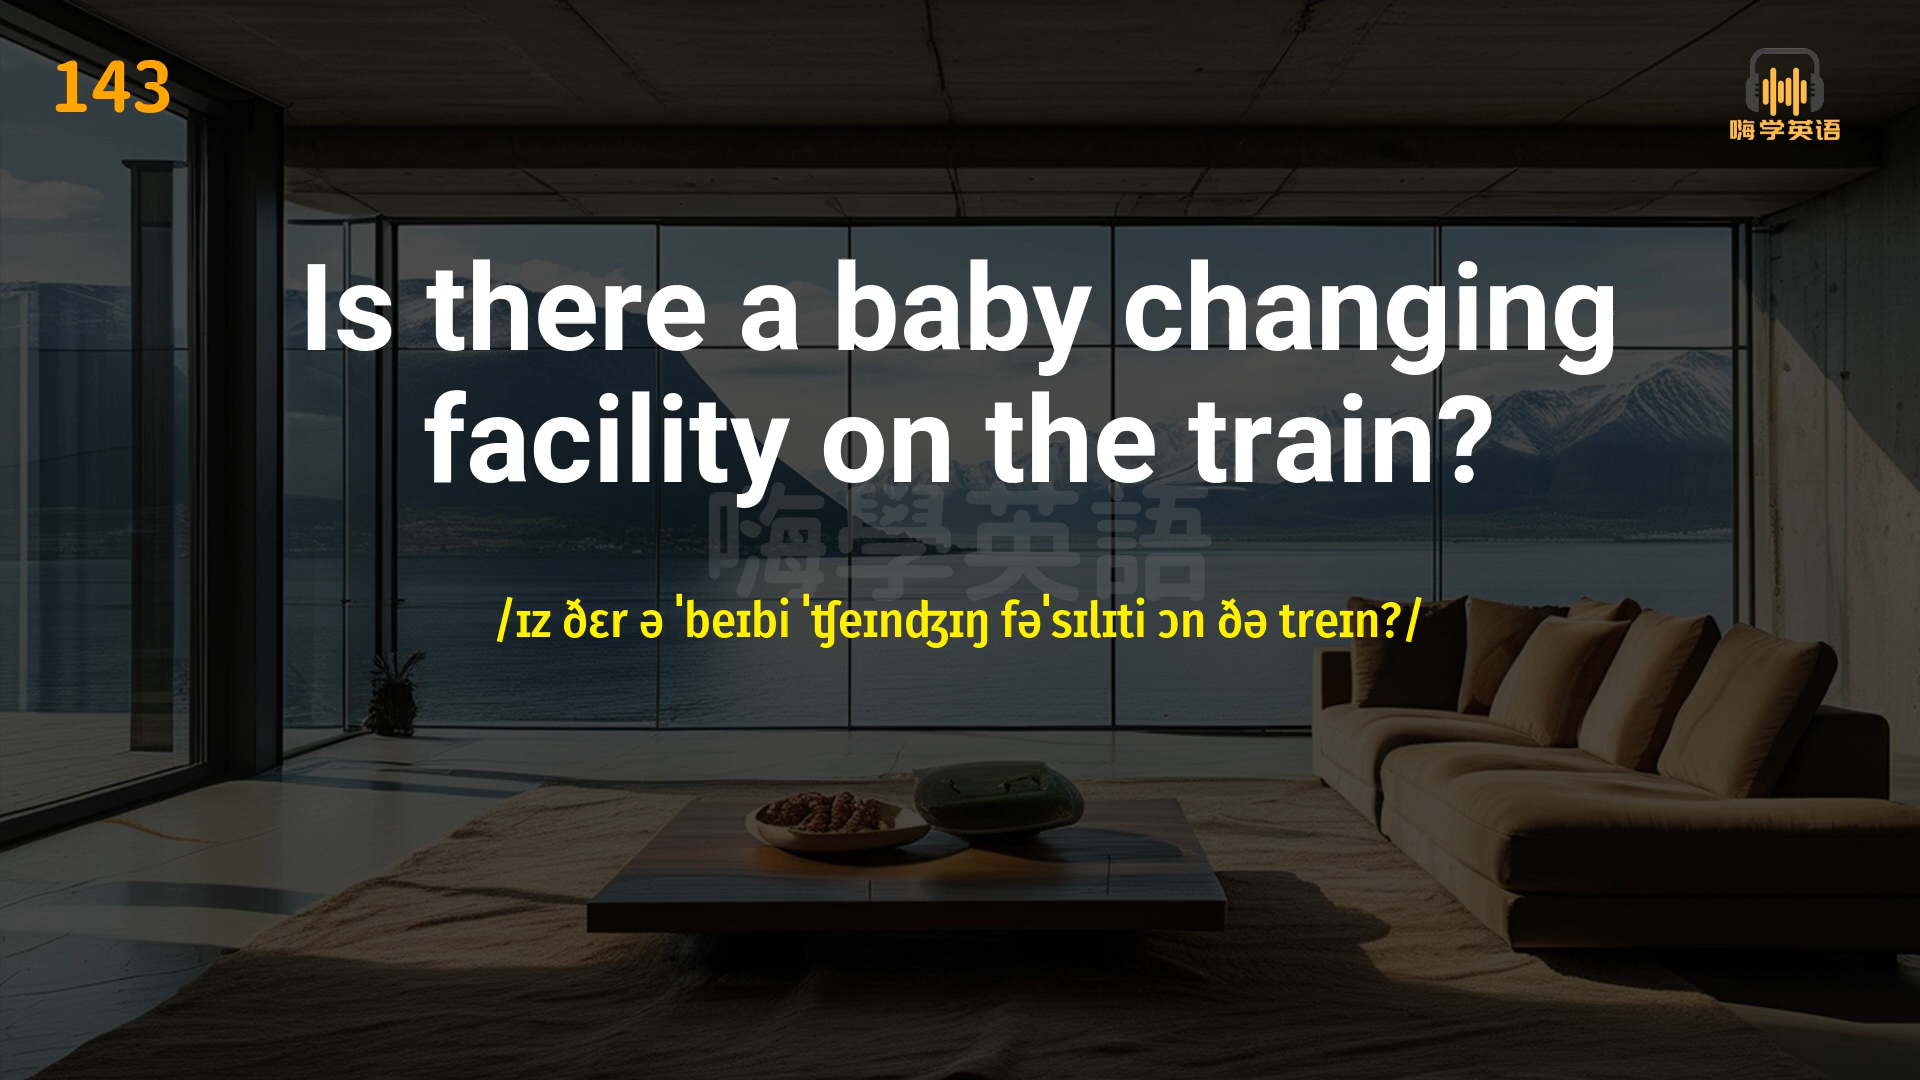 143
嗨学英语
Is there a baby changing
facility on the train?
嗨學英語
/ɪz ðɛr ə ˈbeɪbi ˈʧeɪnʤɪŋ fəˈsɪlɪti ɔn ðə treɪn?/